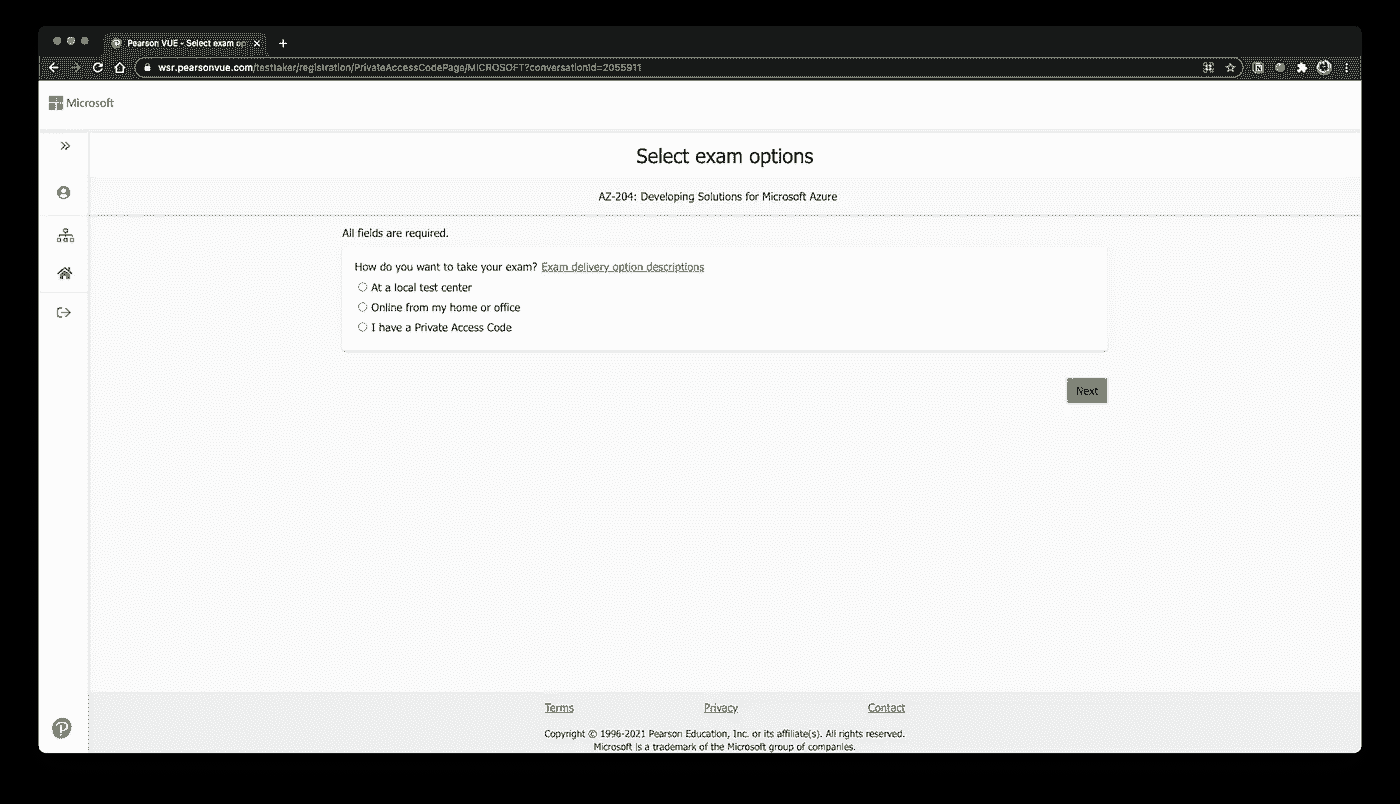 Pearson VUE - Select exam op
wsr.pearsonvue.com/testtaker/registration/PrivateAccessCodePage/MICROSOFT?conversationId=2055911
Microsoft
Select exam options
AZ-204: Developing Solutions for Microsoft Azure
All fields are required.
How do you want to take your exam? Exam delivery option descriptions
At a local test center
Online from my home or office
I have a Private Access Code
Next
Terms Privacy Contact
Copyright © 1996-2021 Pearson Education, Inc. or its affiliate(s). All rights reserved.
Microsoft is a trademark of the Microsoft group of companies.